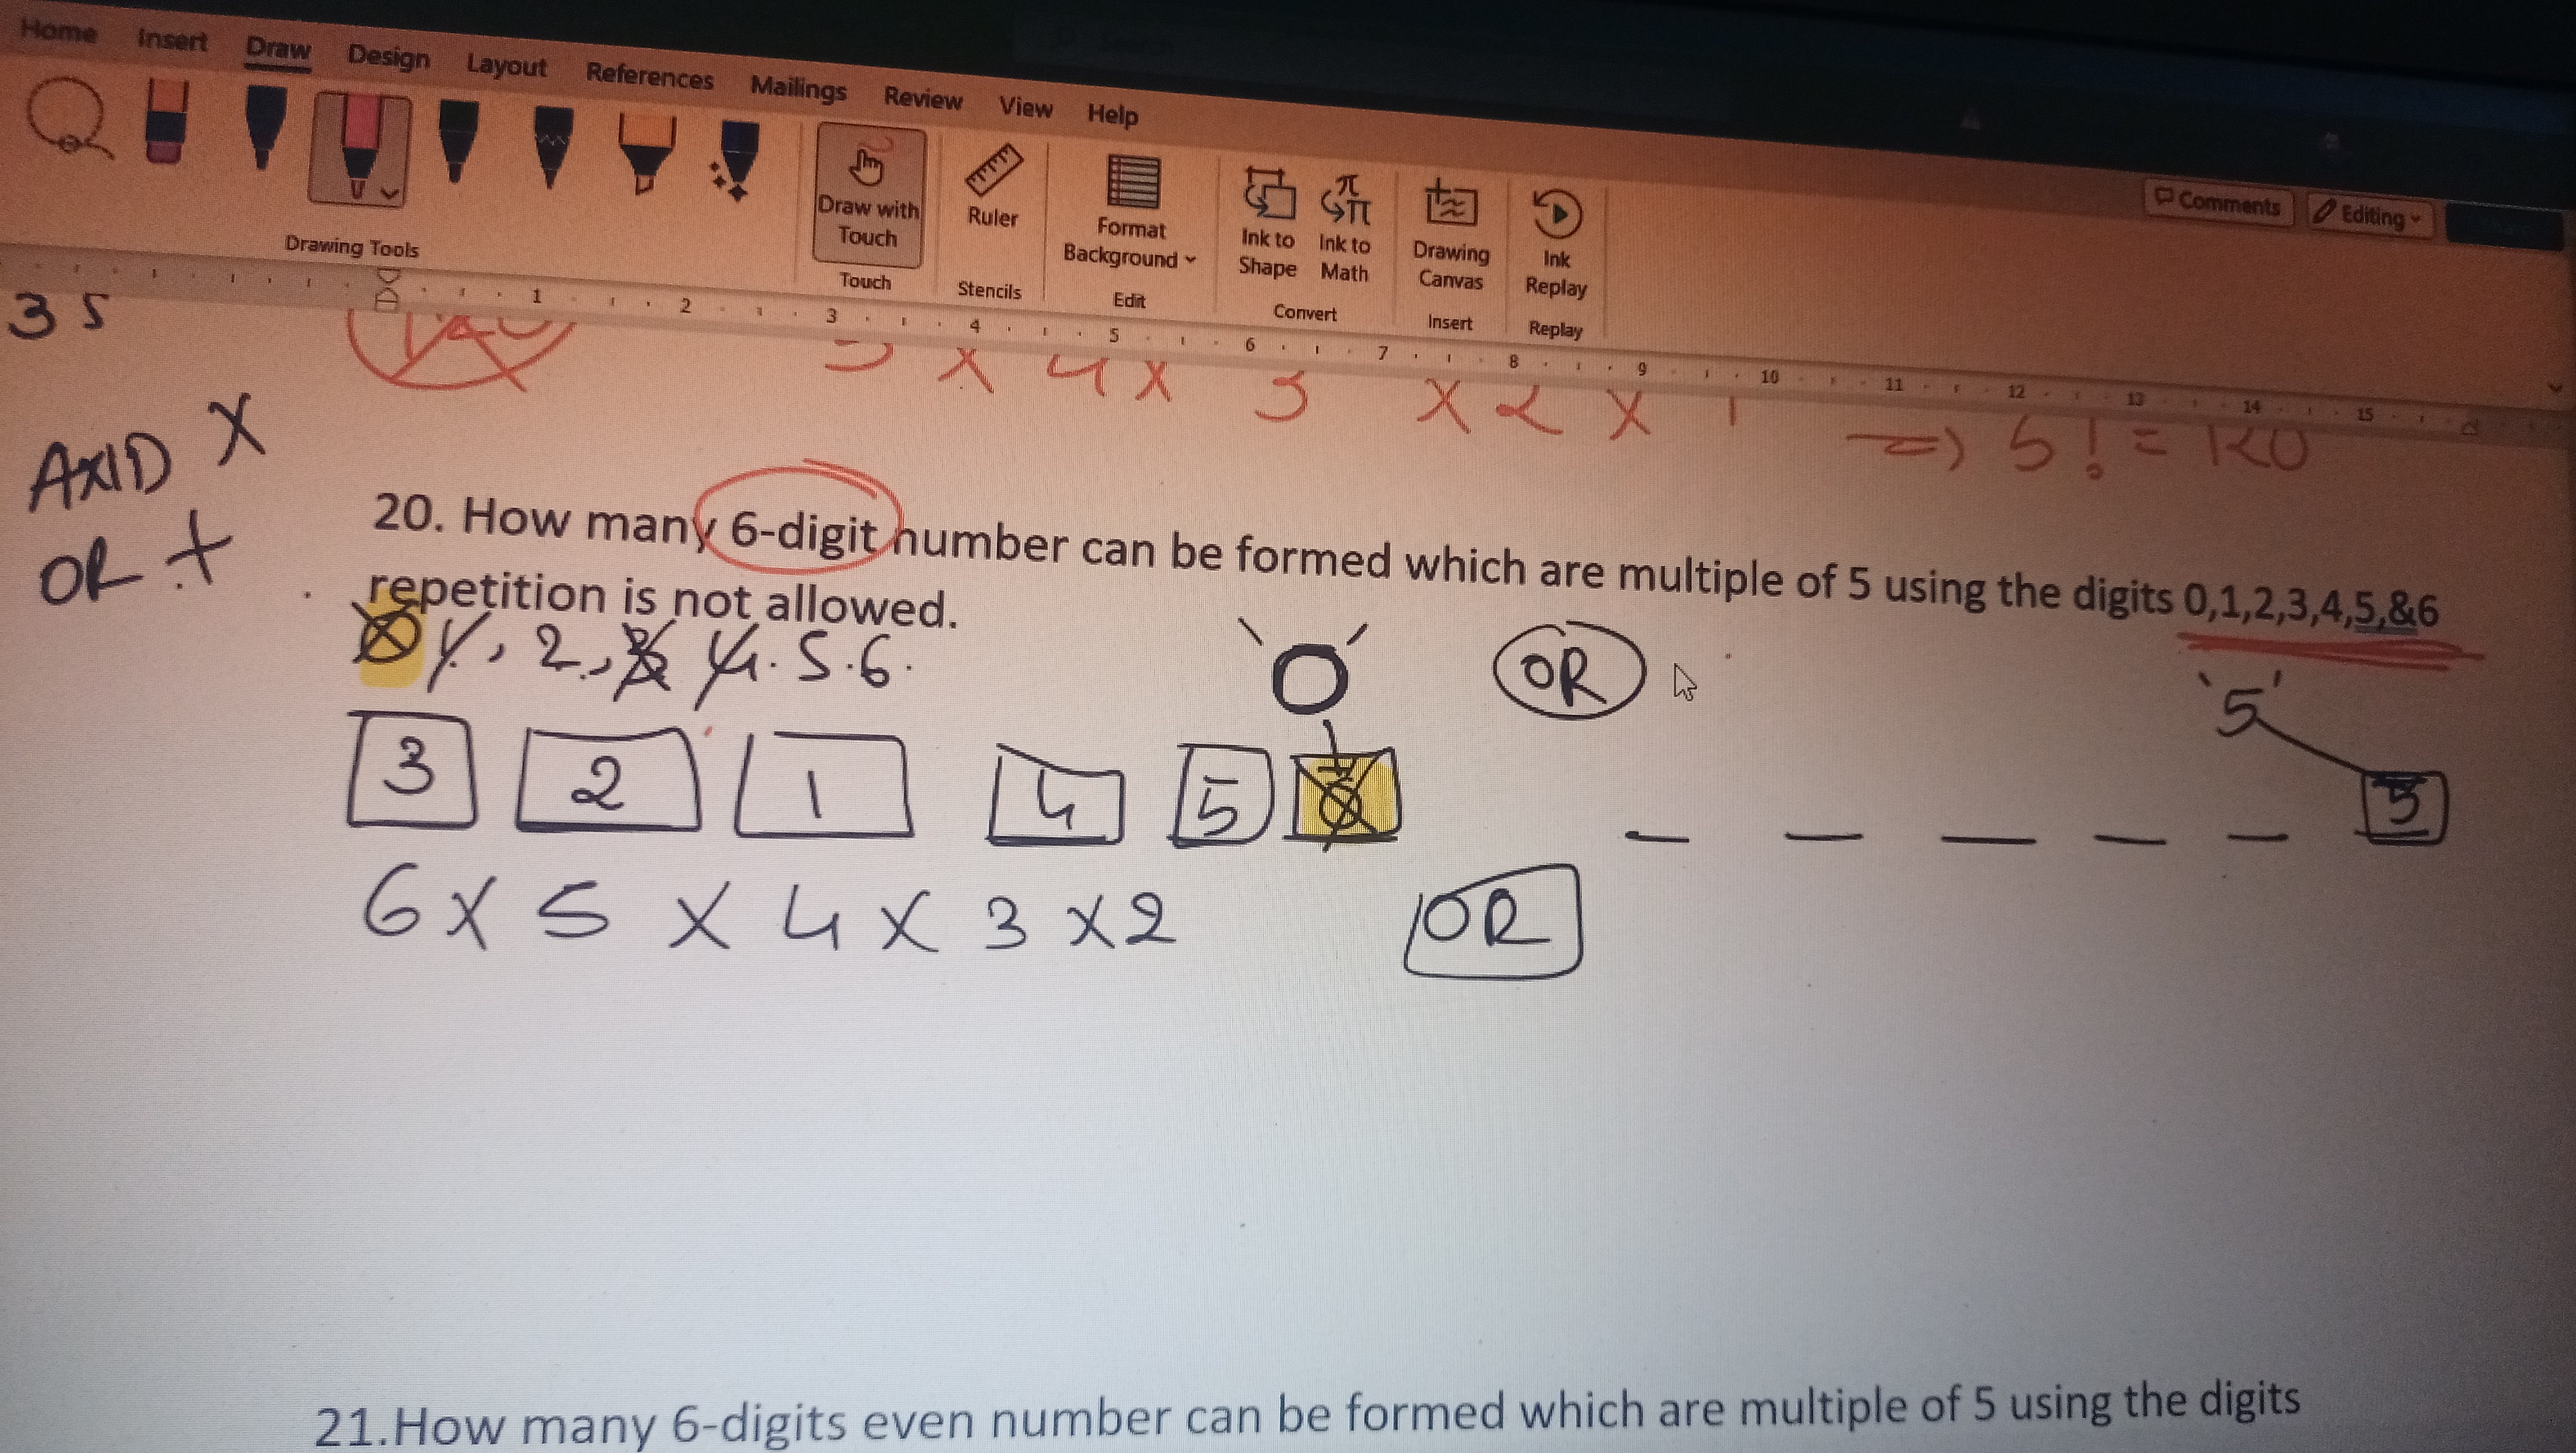 Home Insert Draw Design Layout References Mailings Review View Help
Comments Editing
Draw with Touch Ruler Format Background Ink to Shape Ink to Math Drawing Canvas Ink Replay
Drawing Tools Touch Stencils Edit Convert Insert Replay
1 2 3 4 5 6 7 8 9 10 11 12 13 14 15
35
X 4 X 3 X 2 X 1 => 5! = 120
AND X
OR +
20. How many 6-digit number can be formed which are multiple of 5 using the digits 0,1,2,3,4,5,&6
repetition is not allowed.
0 1, 2, 3, 4. 5. 6.
'0' OR '5'
3 2 1 4 5 0 5
6 X 5 X 4 X 3 X 2 OR
21.How many 6-digits even number can be formed which are multiple of 5 using the digits